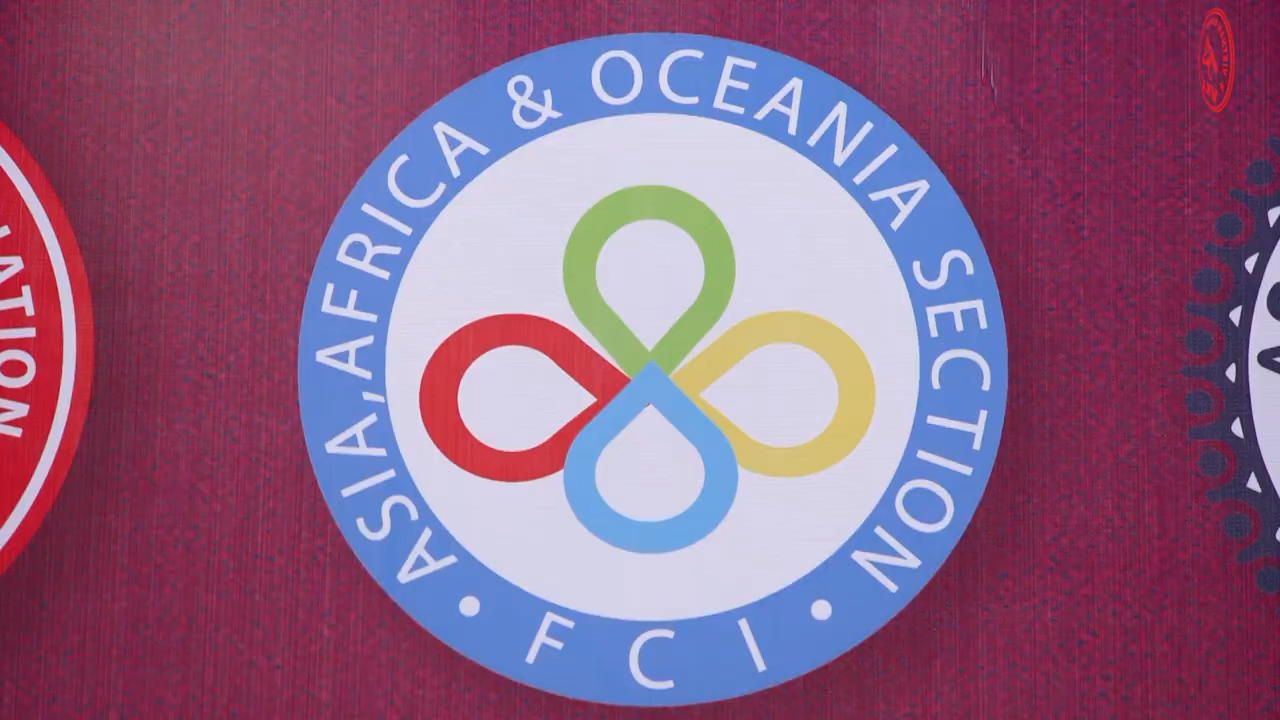 ASIA,AFRICA & OCEANIA SECTION
• FCI •